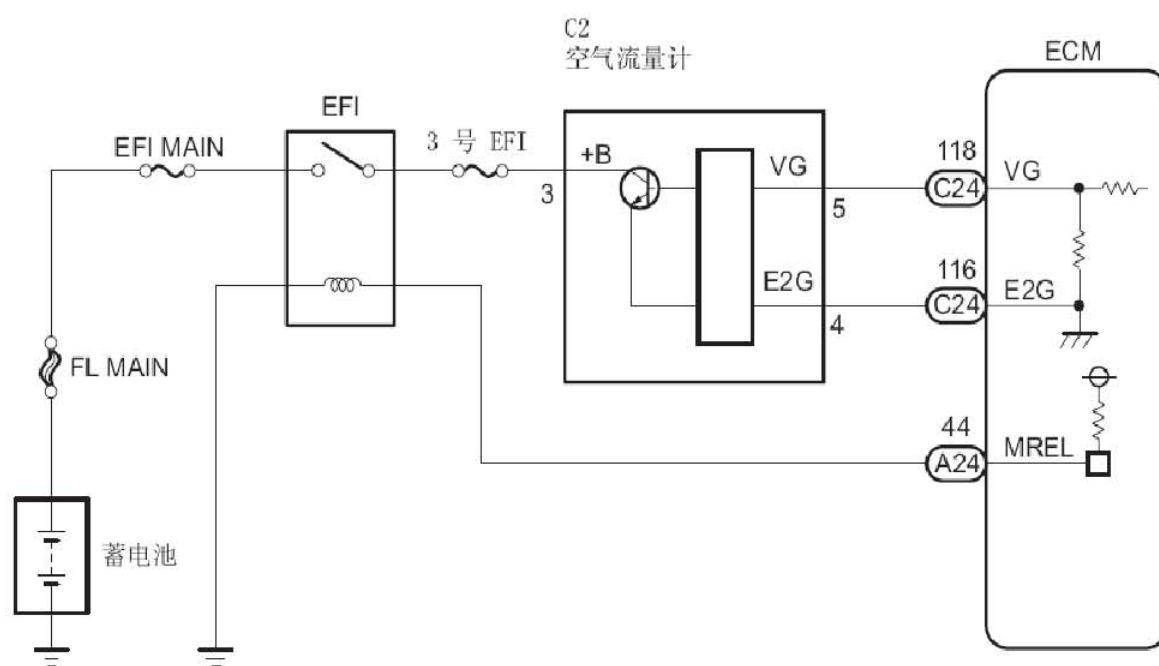 C2
空气流量计
ECM
EFI
EFI MAIN
3 号 EFI
+B
3
VG
5
118
C24
VG
E2G
4
116
C24
E2G
FL MAIN
44
A24
MREL
蓄电池